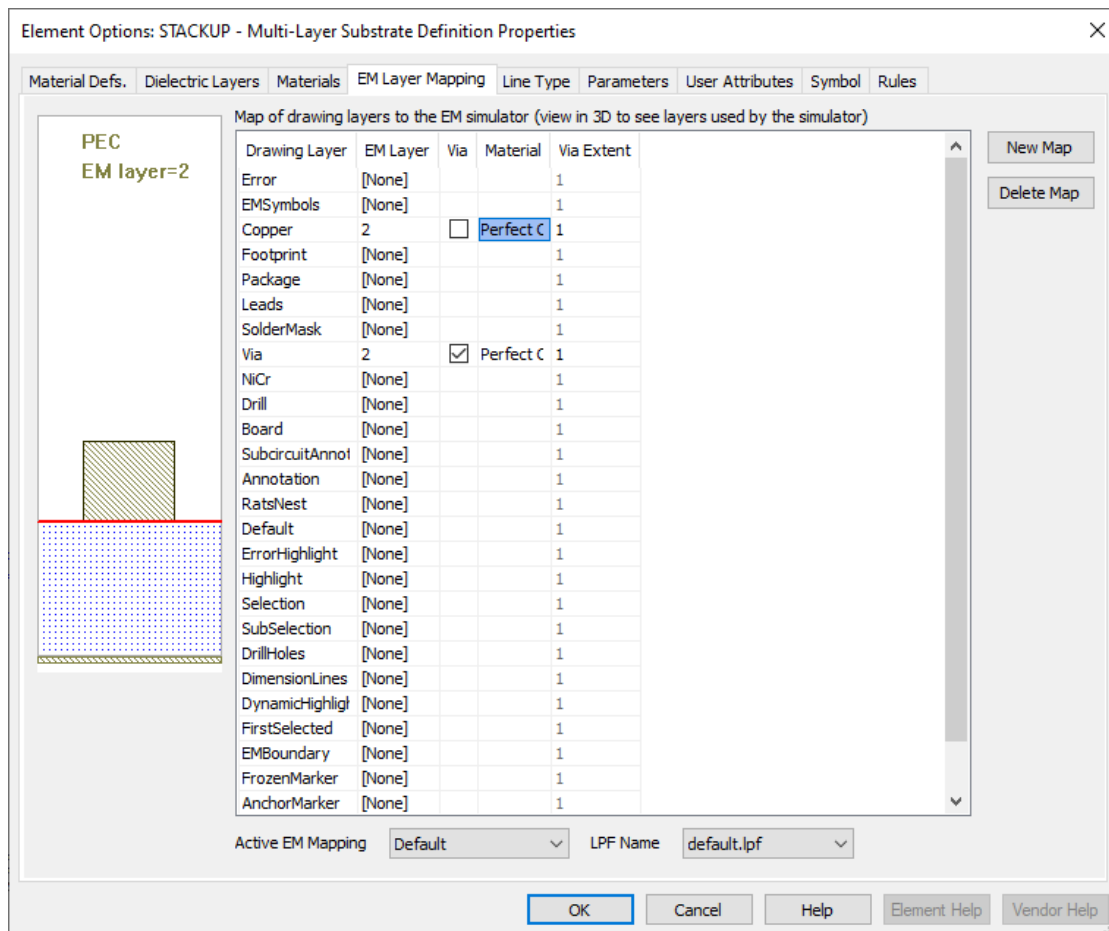 Element Options: STACKUP - Multi-Layer Substrate Definition Properties
Material Defs. Dielectric Layers Materials EM Layer Mapping Line Type Parameters User Attributes Symbol Rules
Map of drawing layers to the EM simulator (view in 3D to see layers used by the simulator)
PEC
EM layer=2
Drawing Layer EM Layer Via Material Via Extent
Error [None] 1
EMSymbols [None] 1
Copper 2 Perfect C 1
Footprint [None] 1
Package [None] 1
Leads [None] 1
SolderMask [None] 1
Via 2 Perfect C 1
NiCr [None] 1
Drill [None] 1
Board [None] 1
SubcircuitAnnot [None] 1
Annotation [None] 1
RatsNest [None] 1
Default [None] 1
ErrorHighlight [None] 1
Highlight [None] 1
Selection [None] 1
SubSelection [None] 1
DrillHoles [None] 1
DimensionLines [None] 1
DynamicHighligh [None] 1
FirstSelected [None] 1
EMBoundary [None] 1
FrozenMarker [None] 1
AnchorMarker [None] 1
New Map
Delete Map
Active EM Mapping Default LPF Name default.lpf
OK Cancel Help Element Help Vendor Help